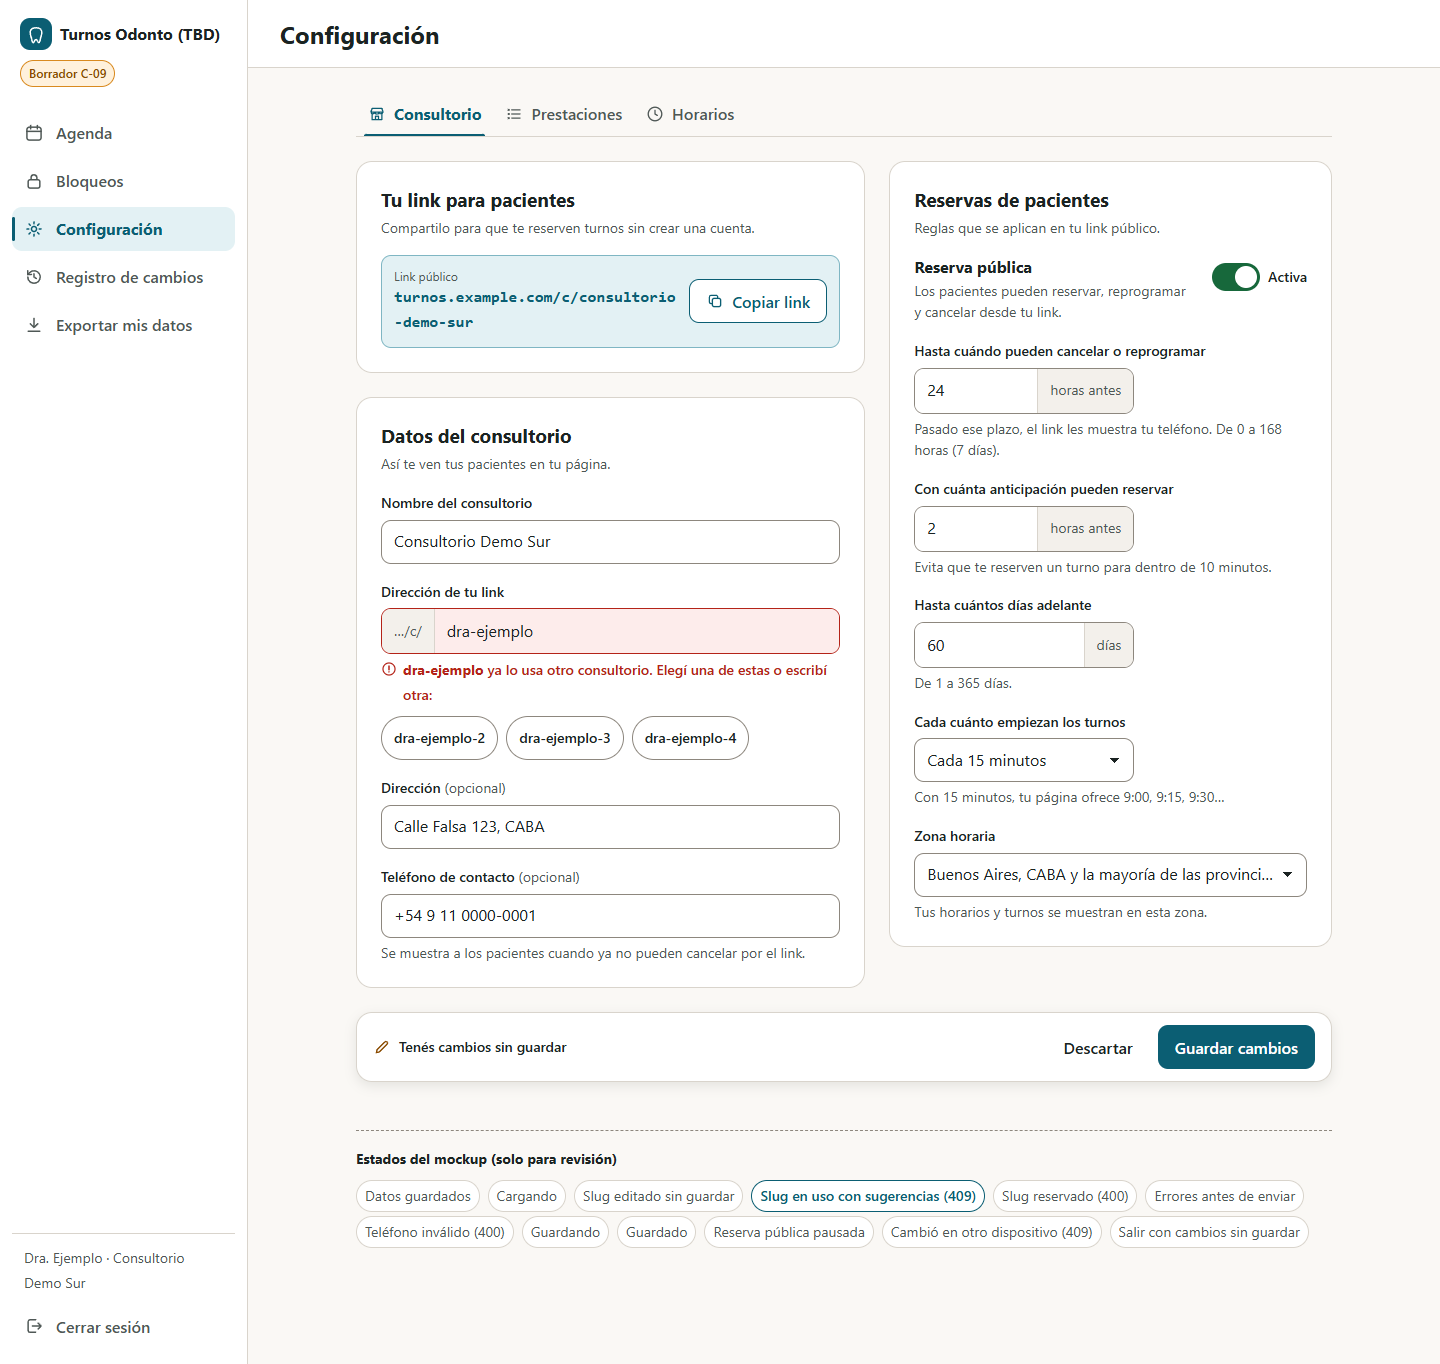 Turnos Odonto (TBD)
Borrador C-09
Agenda
Bloqueos
Configuración
Registro de cambios
Exportar mis datos
Dra. Ejemplo · Consultorio
Demo Sur
Cerrar sesión
Configuración
Consultorio
Prestaciones
Horarios
Tu link para pacientes
Compartilo para que te reserven turnos sin crear una cuenta.
Link público
turnos.example.com/c/consultorio
-demo-sur
Copiar link
Datos del consultorio
Así te ven tus pacientes en tu página.
Nombre del consultorio
Consultorio Demo Sur
Dirección de tu link
.../c/ dra-ejemplo
dra-ejemplo ya lo usa otro consultorio. Elegí una de estas o escribí
otra:
dra-ejemplo-2 dra-ejemplo-3 dra-ejemplo-4
Dirección (opcional)
Calle Falsa 123, CABA
Teléfono de contacto (opcional)
+54 9 11 0000-0001
Se muestra a los pacientes cuando ya no pueden cancelar por el link.
Reservas de pacientes
Reglas que se aplican en tu link público.
Reserva pública
Los pacientes pueden reservar, reprogramar
y cancelar desde tu link.
Activa
Hasta cuándo pueden cancelar o reprogramar
24 horas antes
Pasado ese plazo, el link les muestra tu teléfono. De 0 a 168
horas (7 días).
Con cuánta anticipación pueden reservar
2 horas antes
Evita que te reserven un turno para dentro de 10 minutos.
Hasta cuántos días adelante
60 días
De 1 a 365 días.
Cada cuánto empiezan los turnos
Cada 15 minutos
Con 15 minutos, tu página ofrece 9:00, 9:15, 9:30...
Zona horaria
Buenos Aires, CABA y la mayoría de las provinci...
Tus horarios y turnos se muestran en esta zona.
Tenés cambios sin guardar
Descartar
Guardar cambios
Estados del mockup (solo para revisión)
Datos guardados Cargando Slug editado sin guardar Slug en uso con sugerencias (409) Slug reservado (400) Errores antes de enviar
Teléfono inválido (400) Guardando Guardado Reserva pública pausada Cambió en otro dispositivo (409) Salir con cambios sin guardar